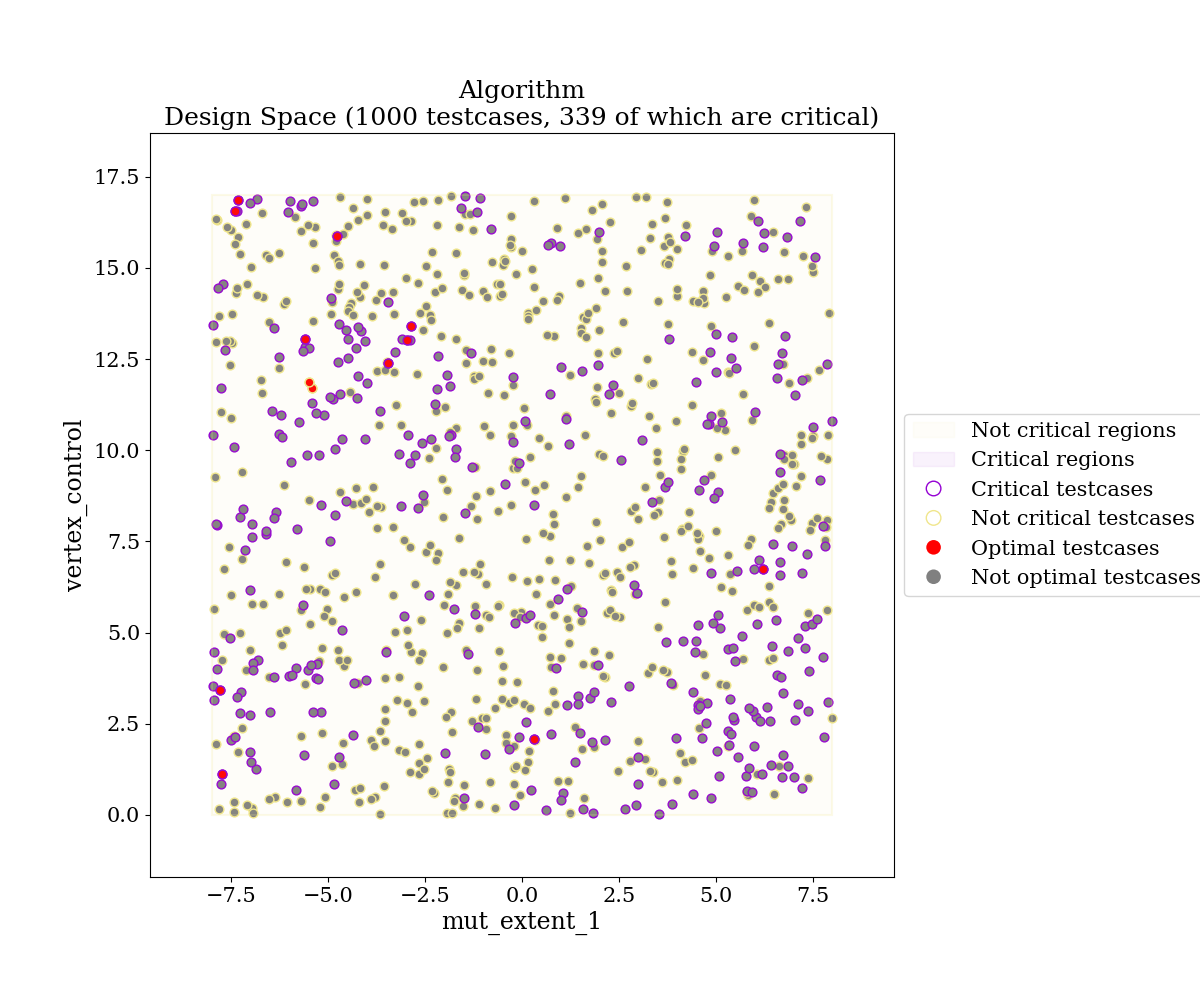 Algorithm
Design Space (1000 testcases, 339 of which are critical)
17.5
15.0
12.5
10.0
7.5
5.0
2.5
0.0
vertex_control
−7.5
−5.0
−2.5
0.0
2.5
5.0
7.5
mut_extent_1
Not critical regions
Critical regions
Critical testcases
Not critical testcases
Optimal testcases
Not optimal testcases